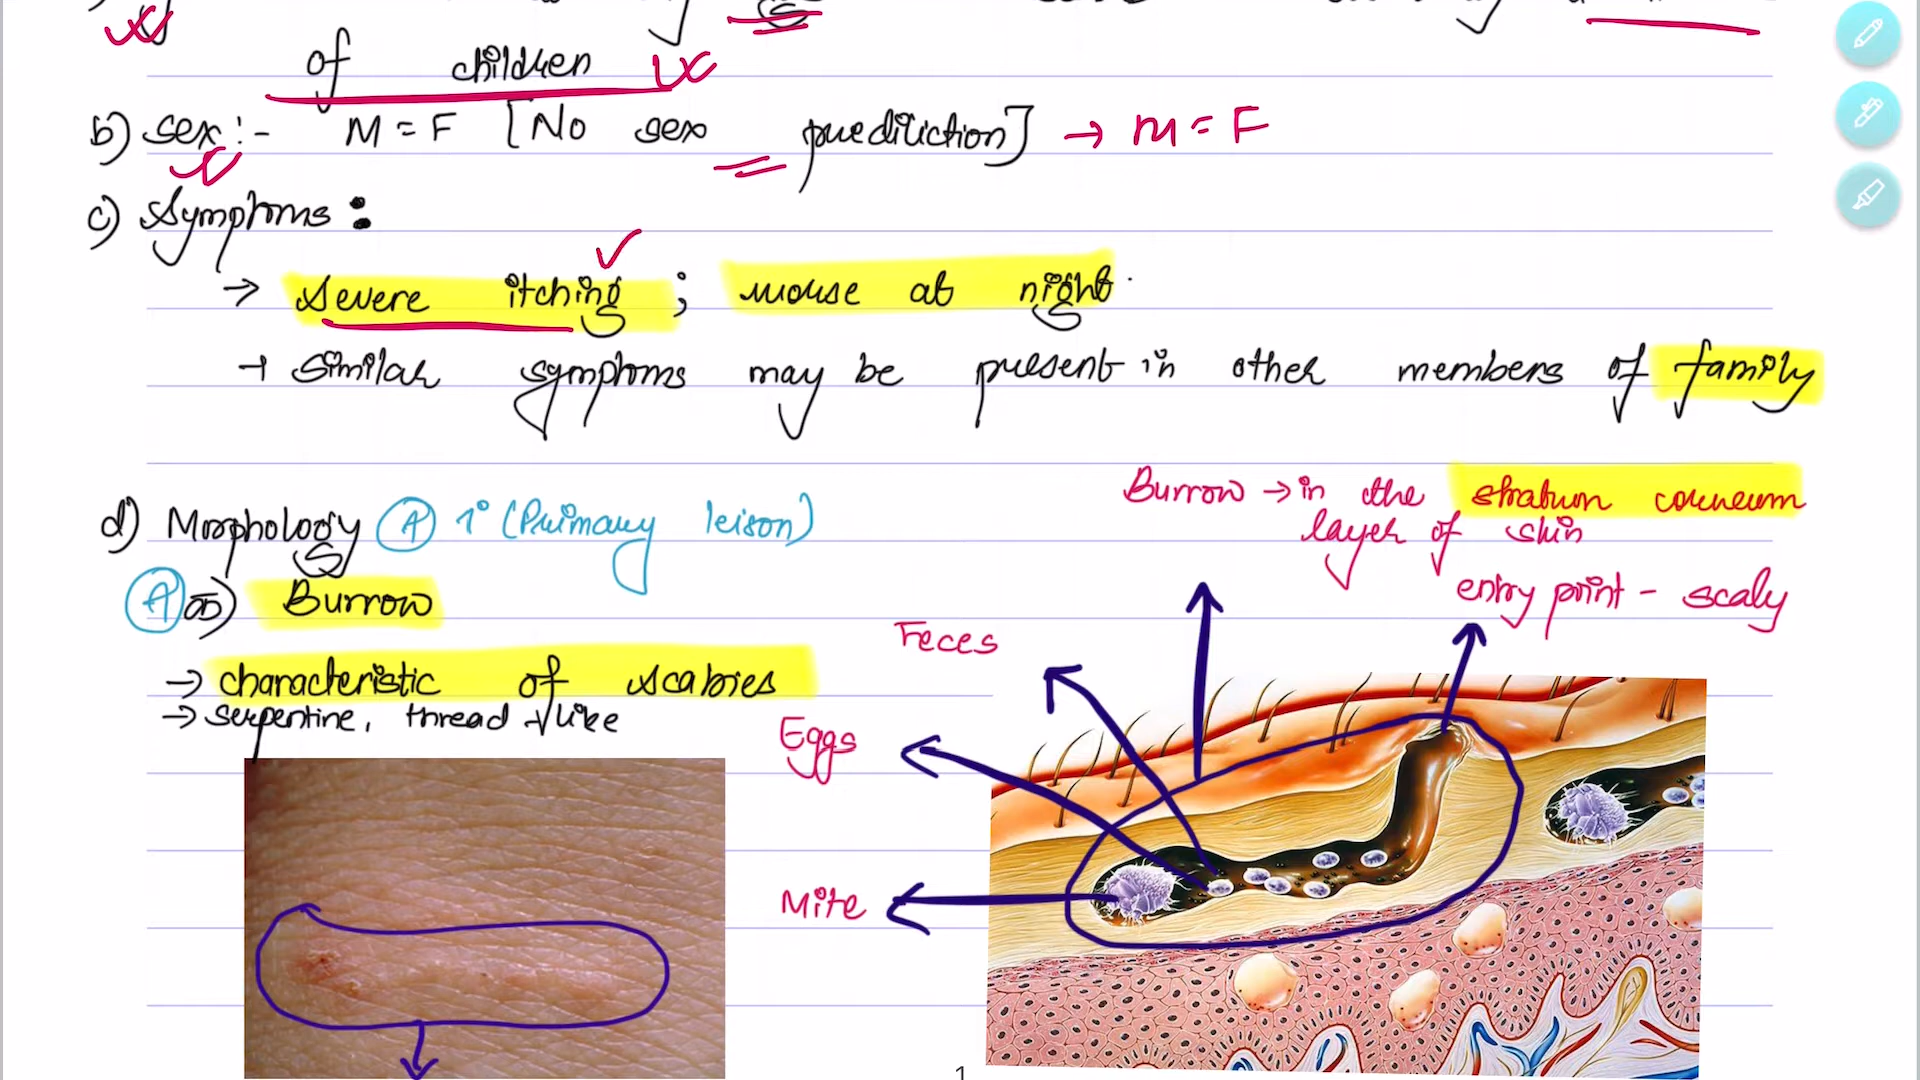 of children
b) sex:- M = F [No sex prediliction] → M = F
c) Symptoms:
→ Severe itching ; worse at night.
→ similar symptoms may be present in other members of family
Burrow → in the stratum corneum
layer of skin
d) Morphology (A) 1° (Primary leison)
entry point - scaly
(A) a) Burrow
Feces
→ characteristic of scabies
→ serpentine, thread like
Eggs
Mite
1